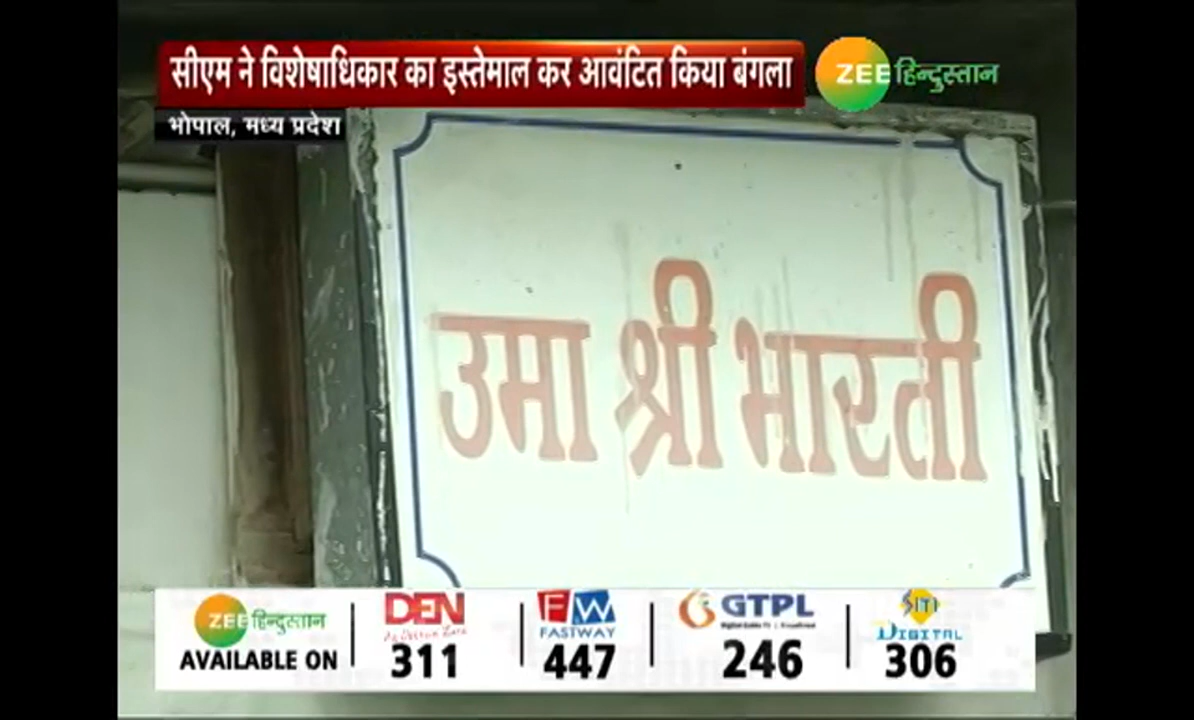 सीएम ने विशेषाधिकार का इस्तेमाल कर आवंटित किया बंगला
ZEE हिन्दुस्तान
भोपाल, मध्य प्रदेश
उमा श्री भारती
ZEE हिन्दुस्तान
AVAILABLE ON
DEN
311
FW
FASTWAY
447
GTPL
246
SITI
DIGITAL
306